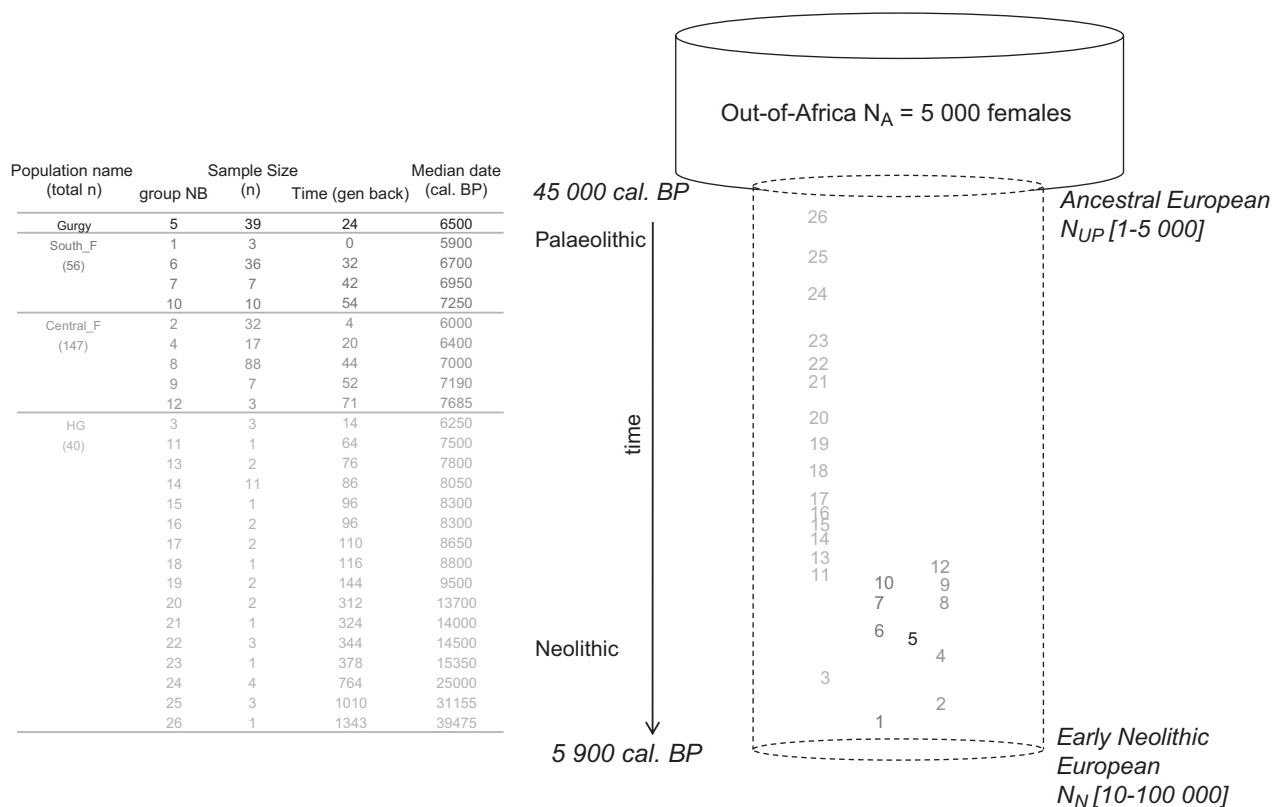 Out-of-Africa N_A = 5 000 females
Population name (total n) group NB Sample Size (n) Time (gen back) Median date (cal. BP)
Gurgy 5 39 24 6500
South_F 1 3 0 5900
(56) 6 36 32 6700
7 7 42 6950
10 10 54 7250
Central_F 2 32 4 6000
(147) 4 17 20 6400
8 88 44 7000
9 7 52 7190
12 3 71 7685
HG 3 3 14 6250
(40) 11 1 64 7500
13 2 76 7800
14 11 86 8050
15 1 96 8300
16 2 96 8300
17 2 110 8650
18 1 116 8800
19 2 144 9500
20 2 312 13700
21 1 324 14000
22 3 344 14500
23 1 378 15350
24 4 764 25000
25 3 1010 31155
26 1 1343 39475
45 000 cal. BP
Palaeolithic
time
Neolithic
5 900 cal. BP
26
25
24
23
22
21
20
19
18
17
16
15
14
13
12
11
10 9
7 8
6 5
4
3
2
1
Ancestral European
N_UP [1-5 000]
Early Neolithic
European
N_N [10-100 000]